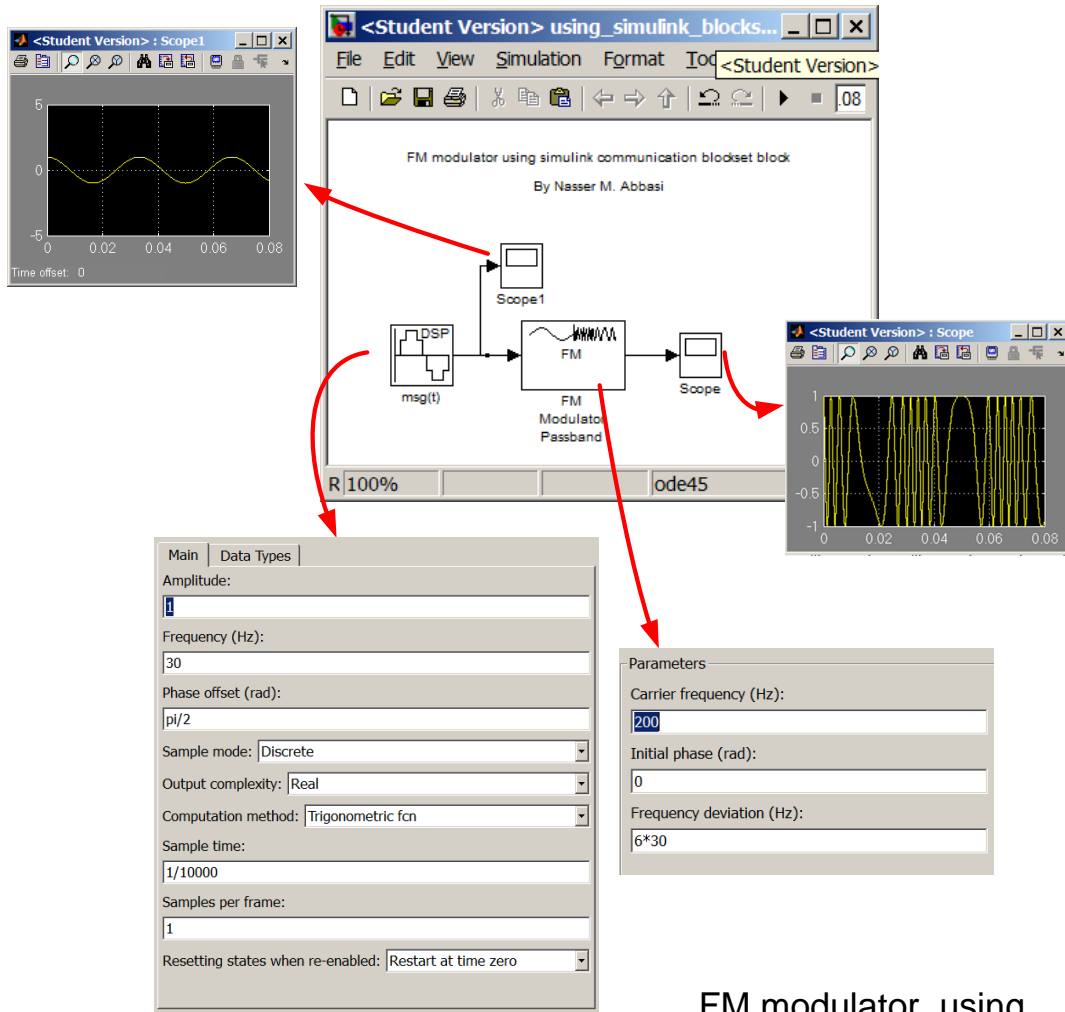 <Student Version> : Scope1
5
0
-5
0 0.02 0.04 0.06 0.08
Time offset: 0
<Student Version> using_simulink_blocks...
File Edit View Simulation Format Too
<Student Version>
.08
FM modulator using simulink communication blockset block
By Nasser M. Abbasi
Scope1
DSP
msg(t)
FM
FM
Modulator
Passband
Scope
R 100% ode45
<Student Version> : Scope
1
0.5
0
-0.5
-1
0 0.02 0.04 0.06 0.08
Main Data Types
Amplitude:
1
Frequency (Hz):
30
Phase offset (rad):
pi/2
Sample mode: Discrete
Output complexity: Real
Computation method: Trigonometric fcn
Sample time:
1/10000
Samples per frame:
1
Resetting states when re-enabled: Restart at time zero
Parameters
Carrier frequency (Hz):
200
Initial phase (rad):
0
Frequency deviation (Hz):
6*30
FM modulator using